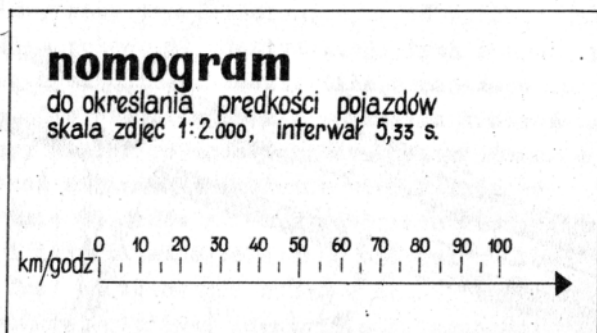 nomogram
do określania prędkości pojazdów
skala zdjęć 1:2.000, interwał 5,33 s.
0 10 20 30 40 50 60 70 80 90 100
km/godz